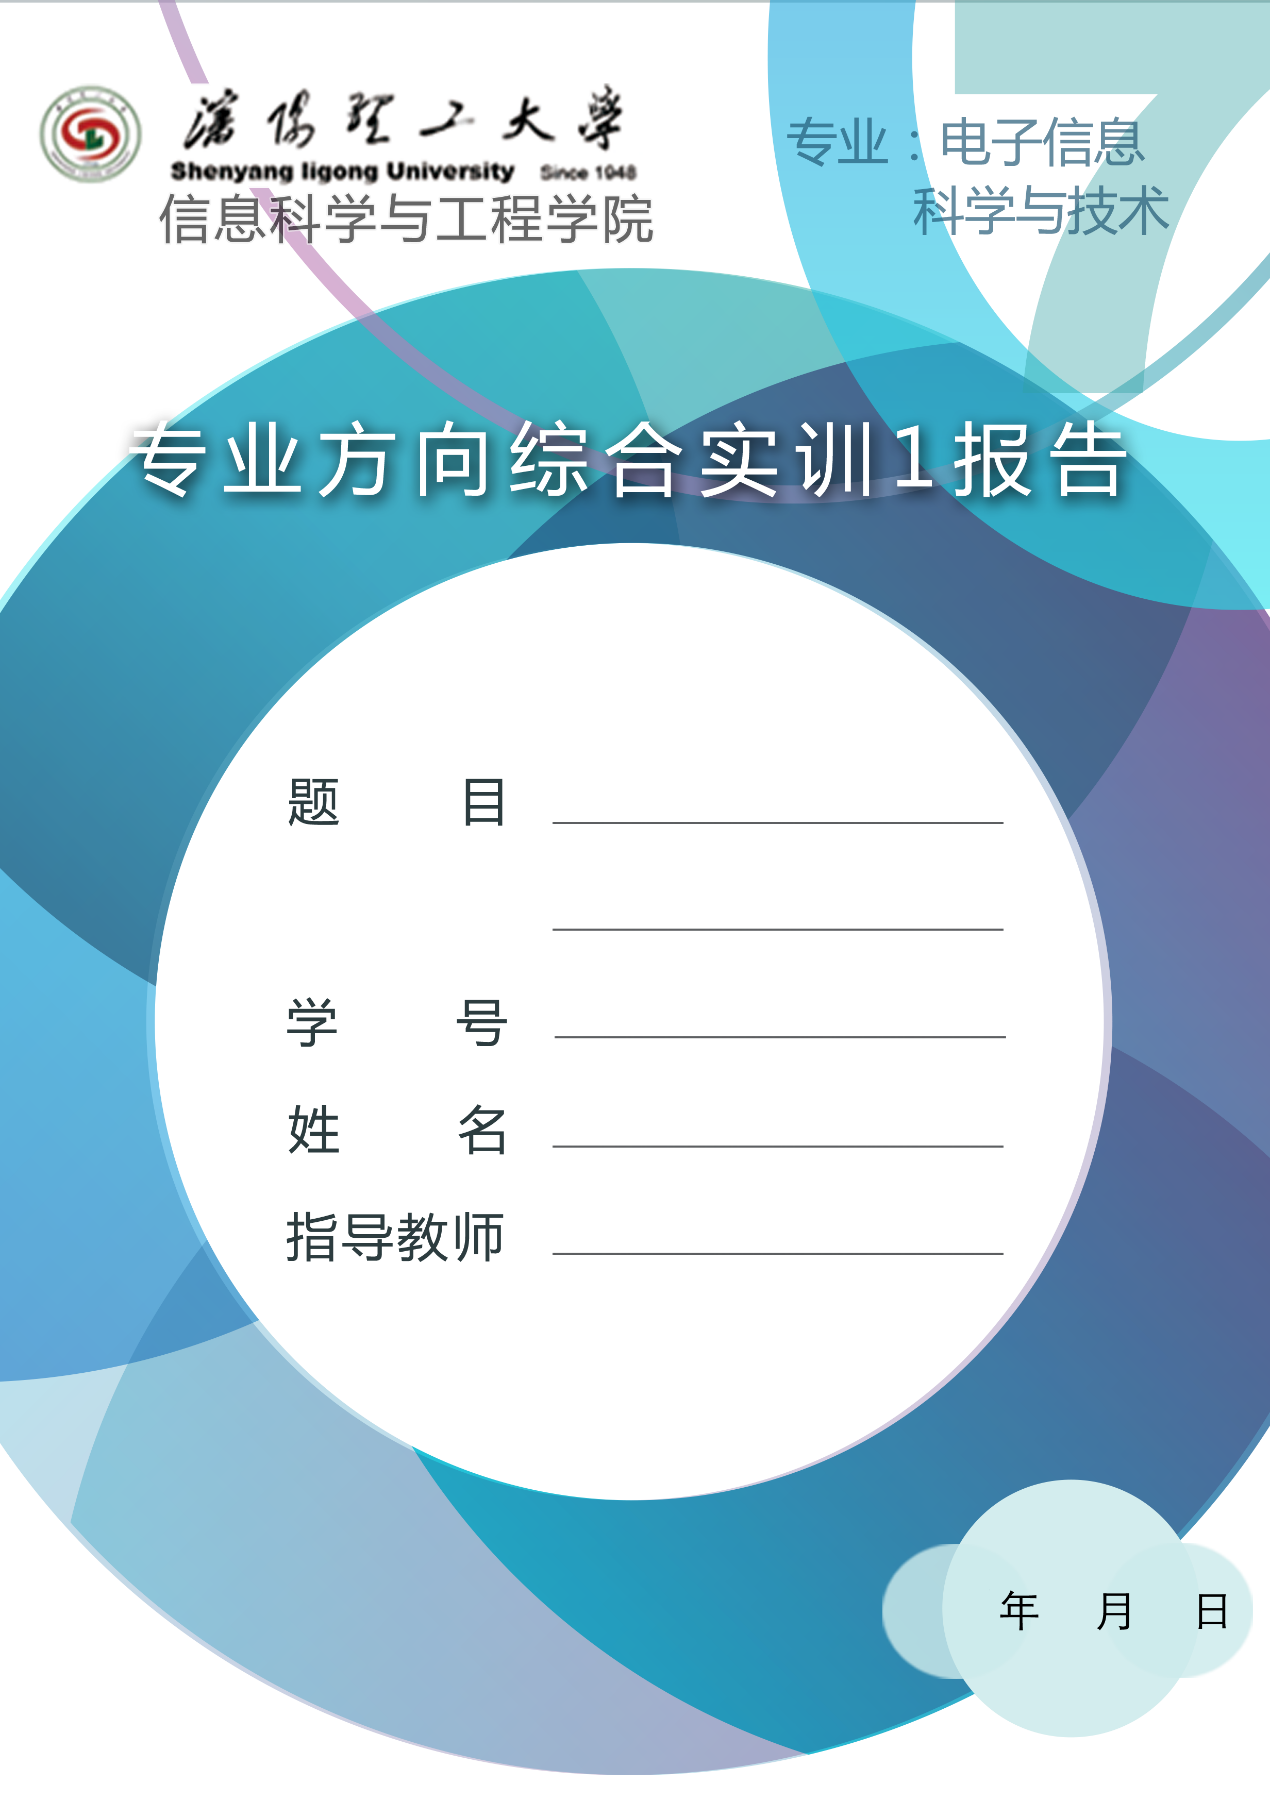 沈阳理工大学
Shenyang ligong University Since 1948
信息科学与工程学院
专业：电子信息
科学与技术
7
专业方向综合实训1报告
题 目
学 号
姓 名
指导教师
年 月 日